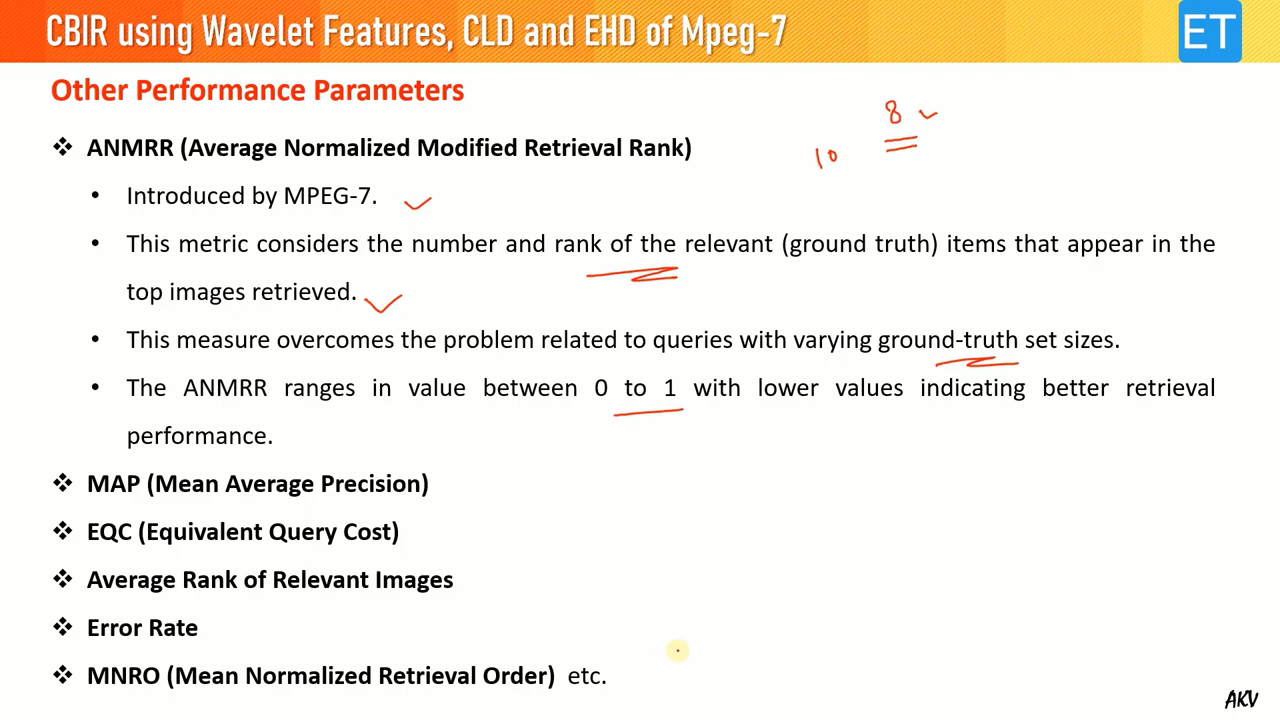 CBIR using Wavelet Features, CLD and EHD of Mpeg-7
ET
Other Performance Parameters
8
10
❖ ANMRR (Average Normalized Modified Retrieval Rank)
• Introduced by MPEG-7.
• This metric considers the number and rank of the relevant (ground truth) items that appear in the
top images retrieved.
• This measure overcomes the problem related to queries with varying ground-truth set sizes.
• The ANMRR ranges in value between 0 to 1 with lower values indicating better retrieval
performance.
❖ MAP (Mean Average Precision)
❖ EQC (Equivalent Query Cost)
❖ Average Rank of Relevant Images
❖ Error Rate
❖ MNRO (Mean Normalized Retrieval Order) etc.
AKV